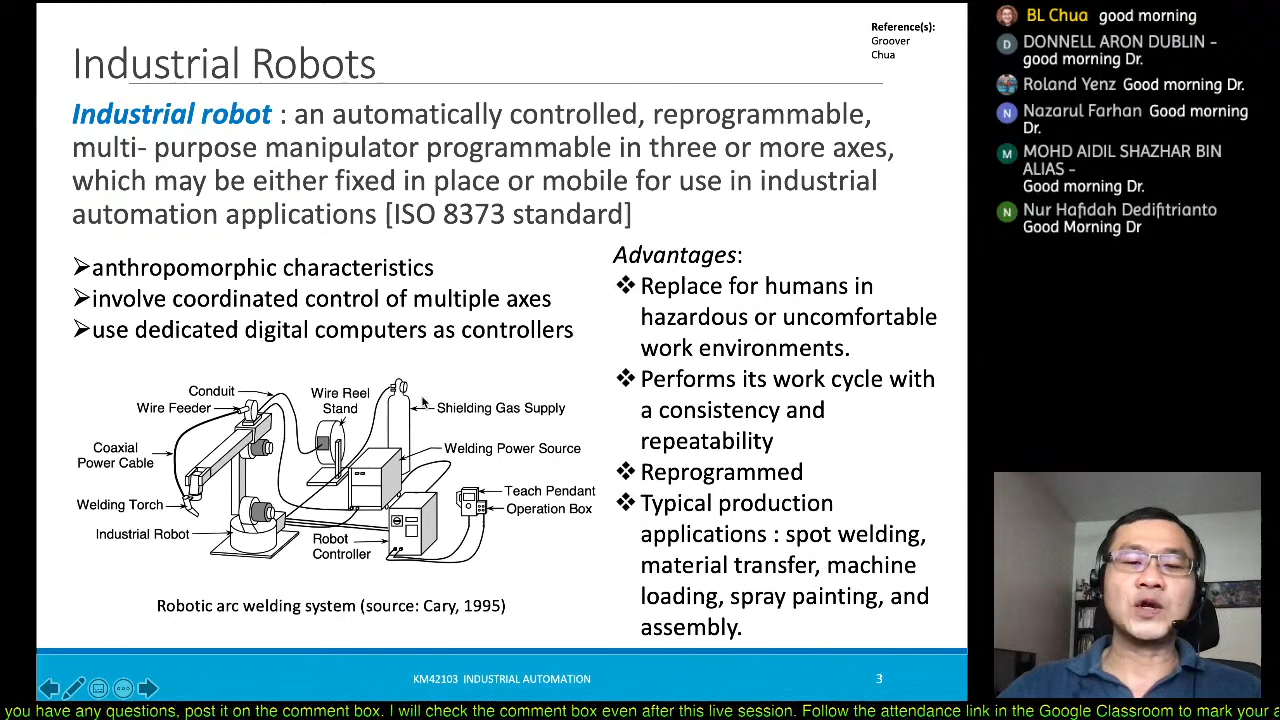 Reference(s):
Groover
Chua
Industrial Robots
Industrial robot : an automatically controlled, reprogrammable,
multi- purpose manipulator programmable in three or more axes,
which may be either fixed in place or mobile for use in industrial
automation applications [ISO 8373 standard]
➢anthropomorphic characteristics
➢involve coordinated control of multiple axes
➢use dedicated digital computers as controllers
Conduit
Wire Feeder
Coaxial
Power Cable
Welding Torch
Industrial Robot
Wire Reel
Stand
Shielding Gas Supply
Welding Power Source
Teach Pendant
Operation Box
Robot
Controller
Robotic arc welding system (source: Cary, 1995)
Advantages:
❖ Replace for humans in
hazardous or uncomfortable
work environments.
❖ Performs its work cycle with
a consistency and
repeatability
❖ Reprogrammed
❖ Typical production
applications : spot welding,
material transfer, machine
loading, spray painting, and
assembly.
KM42103 INDUSTRIAL AUTOMATION
3
BL Chua good morning
D DONNELL ARON DUBLIN -
good morning Dr.
Roland Yenz Good morning Dr.
N Nazarul Farhan Good morning
Dr.
M MOHD AIDIL SHAZHAR BIN
ALIAS -
Good morning Dr.
N Nur Hafidah Dedifitrianto
Good Morning Dr
you have any questions, post it on the comment box. I will check the comment box even after this live session. Follow the attendance link in the Google Classroom to mark your